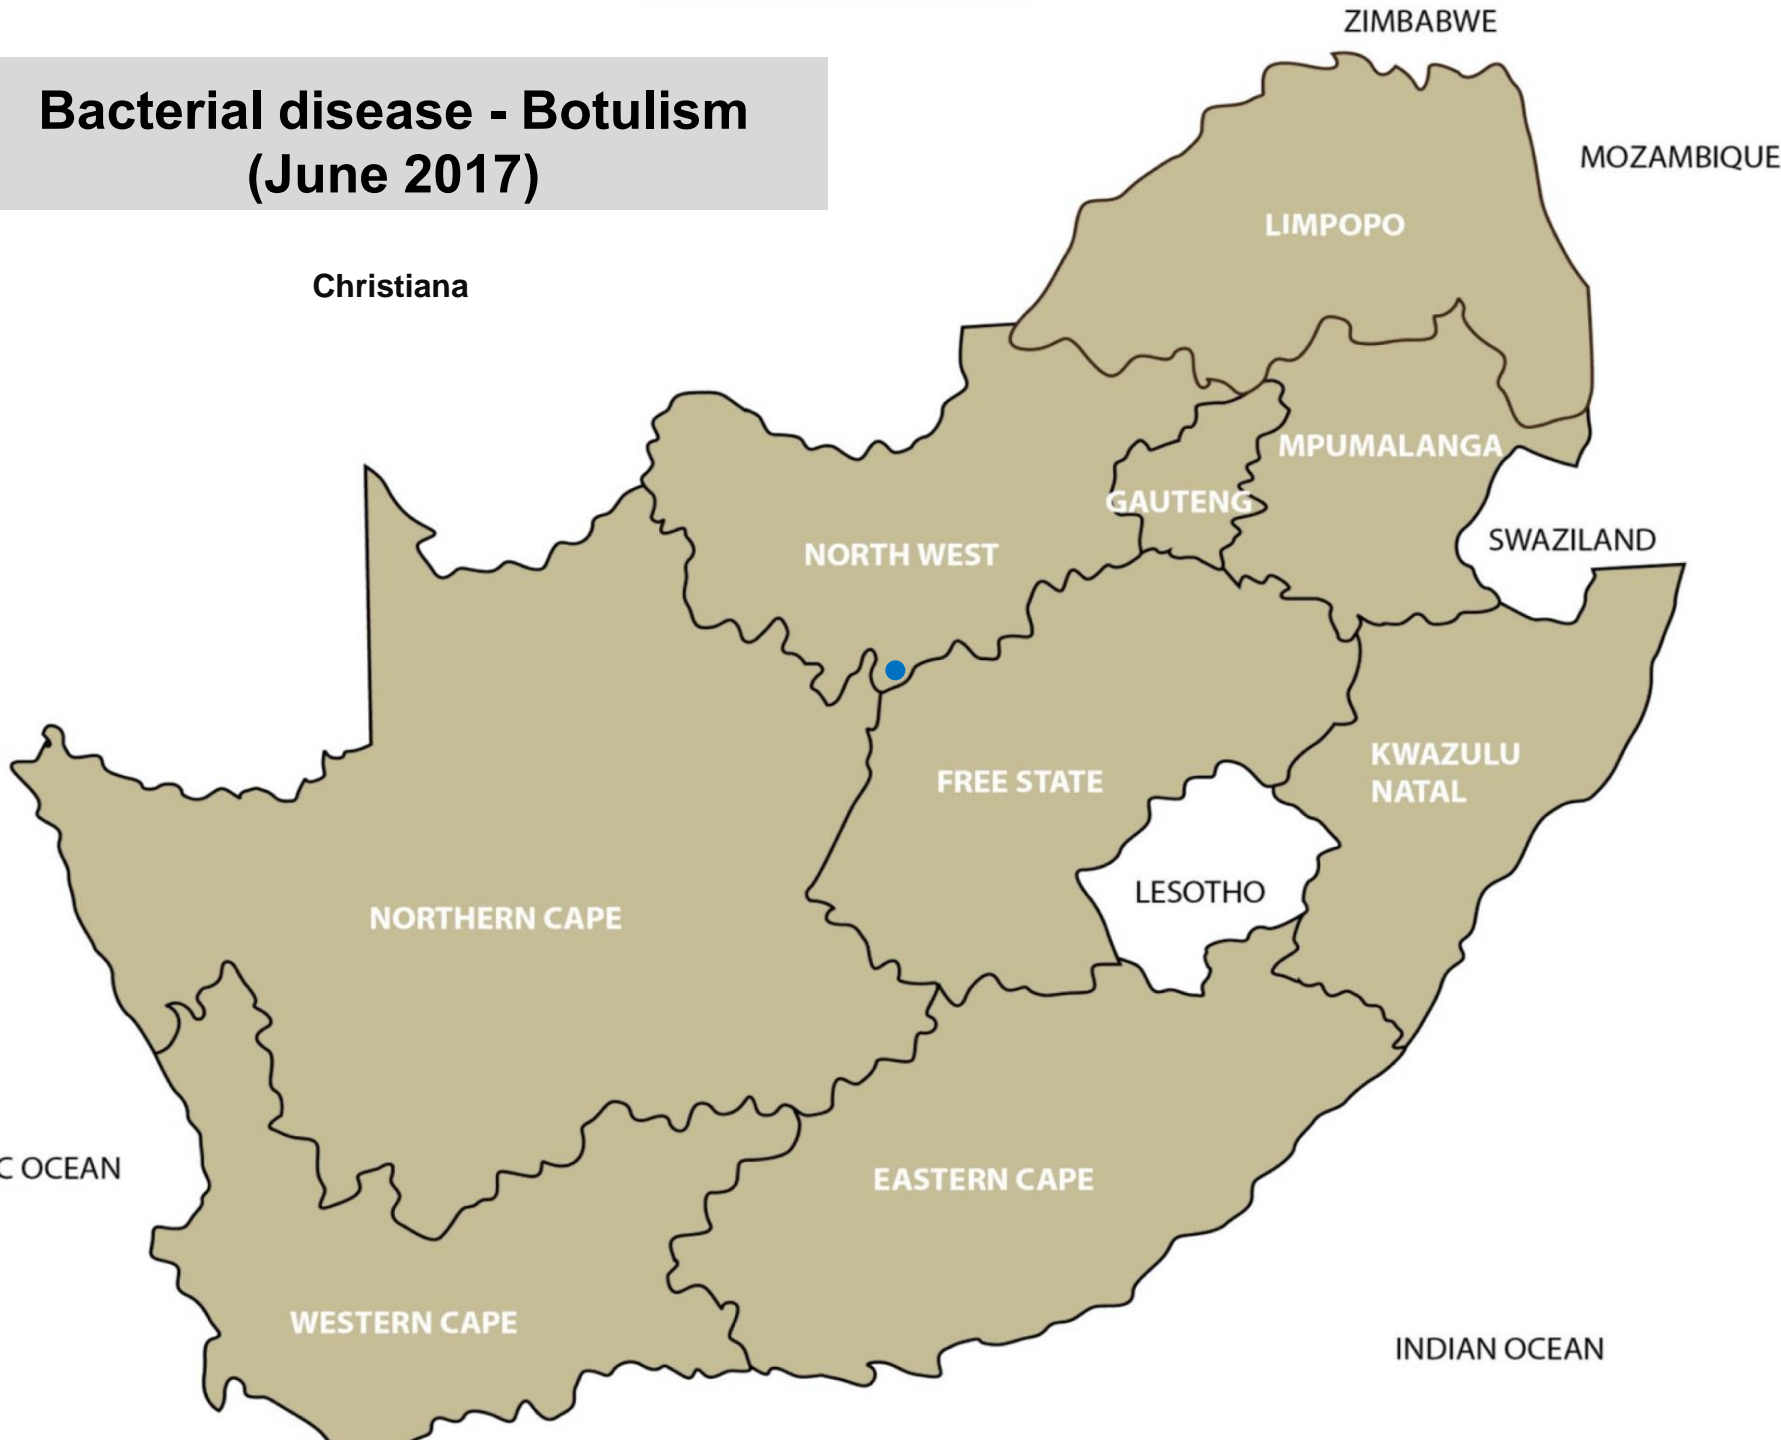 ZIMBABWE
Bacterial disease - Botulism
(June 2017)
MOZAMBIQUE
LIMPOPO
Christiana
MPUMALANGA
GAUTENG
SWAZILAND
NORTH WEST
KWAZULU
NATAL
FREE STATE
LESOTHO
NORTHERN CAPE
C OCEAN
EASTERN CAPE
WESTERN CAPE
INDIAN OCEAN